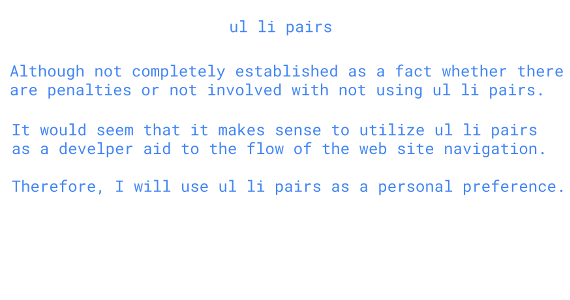 ul li pairs
Although not completely established as a fact whether there
are penalties or not involved with not using ul li pairs.
It would seem that it makes sense to utilize ul li pairs
as a develper aid to the flow of the web site navigation.
Therefore, I will use ul li pairs as a personal preference.